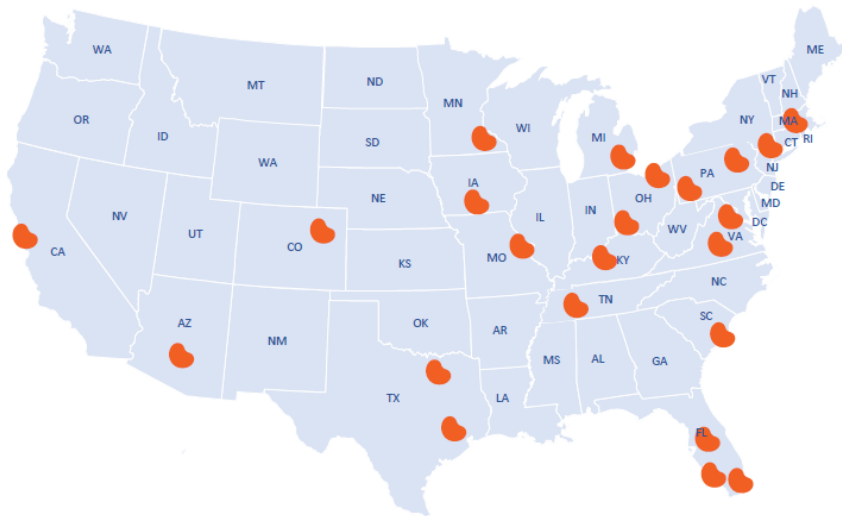 ME
WA
VT
MT
ND
NH
MN
OR
NY
MA
WI
ID
SD
MI
RI
CT
WA
PA
NJ
IA
OH
DE
NE
MD
NV
IL
IN
DC
WV
UT
VA
CO
CA
MO
KY
KS
NC
TN
AZ
SC
OK
AR
NM
MS
AL
GA
TX
LA
FL